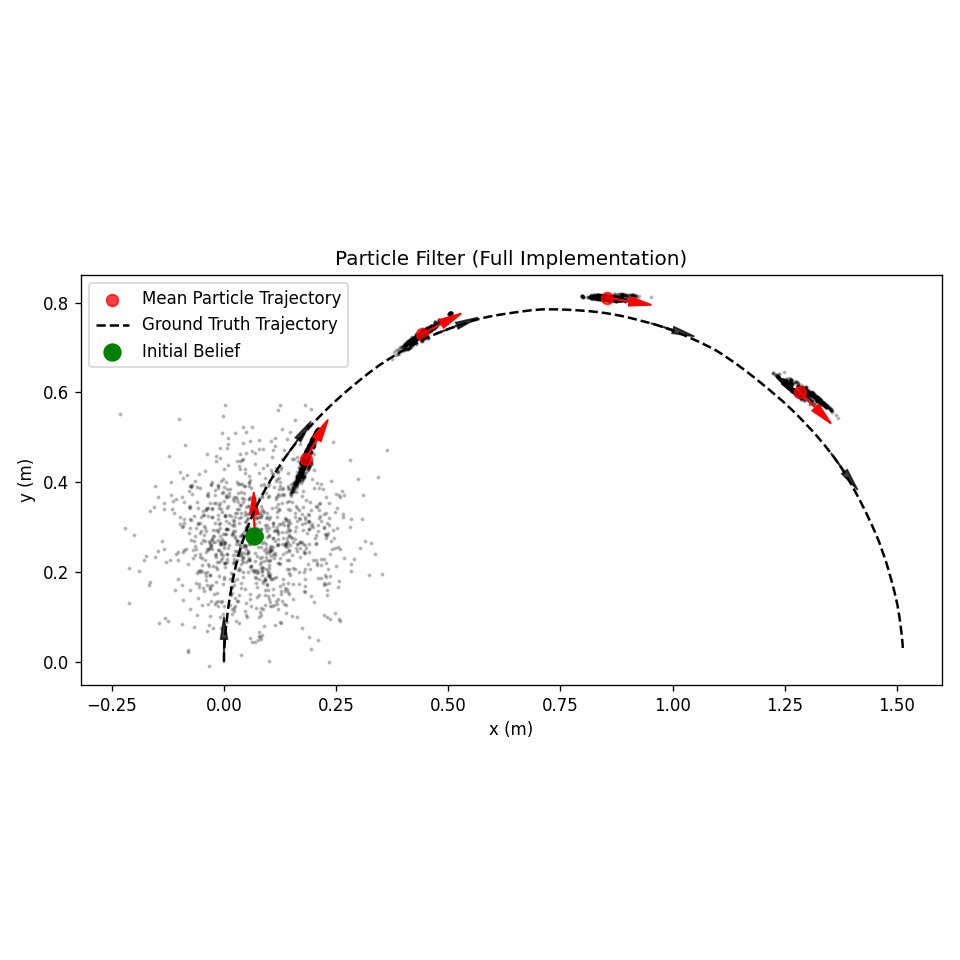 Particle Filter (Full Implementation)
Mean Particle Trajectory
Ground Truth Trajectory
Initial Belief
0.8
0.6
0.4
0.2
0.0
y (m)
−0.25 0.00 0.25 0.50 0.75 1.00 1.25 1.50
x (m)